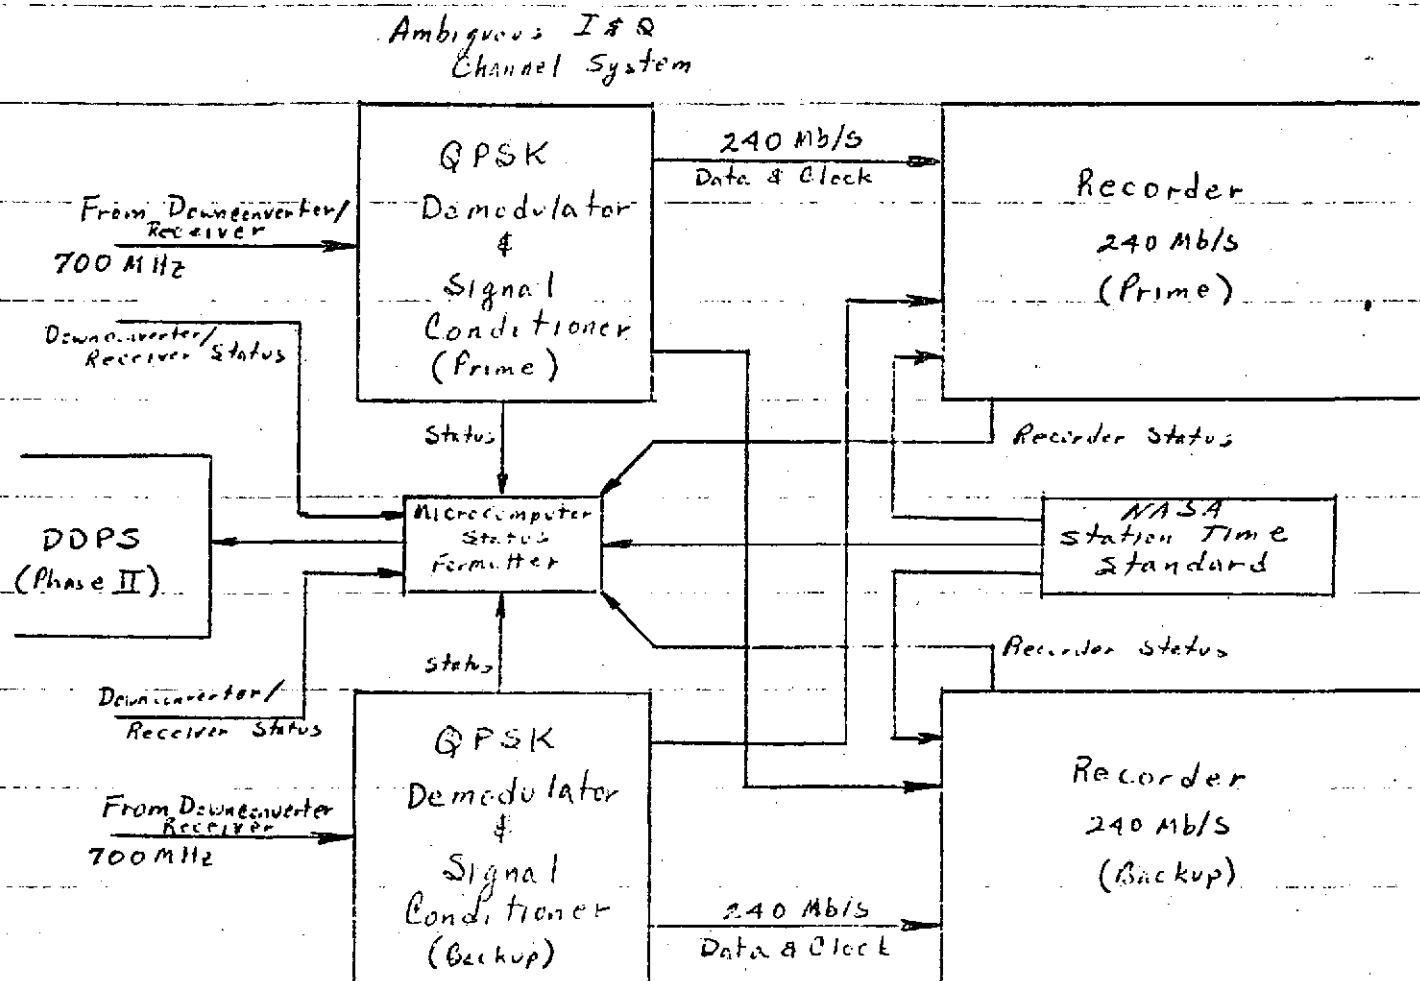 Ambiguous I & Q
Channel System
QPSK
Demodulator
&
Signal
Conditioner
(Prime)
240 Mb/s
Data & Clock
Recorder
240 Mb/s
(Prime)
From Downconverter/
Receiver
700 MHz
Downconverter/
Receiver Status
Status
Recorder Status
DDPS
(Phase II)
Microcomputer
Status
Formatter
NASA
Station Time
Standard
Status
Recorder Status
Downconverter/
Receiver Status
QPSK
Demodulator
&
Signal
Conditioner
(Backup)
From Downconverter
Receiver
700 MHz
240 Mb/s
Data & Clock
Recorder
240 Mb/s
(Backup)